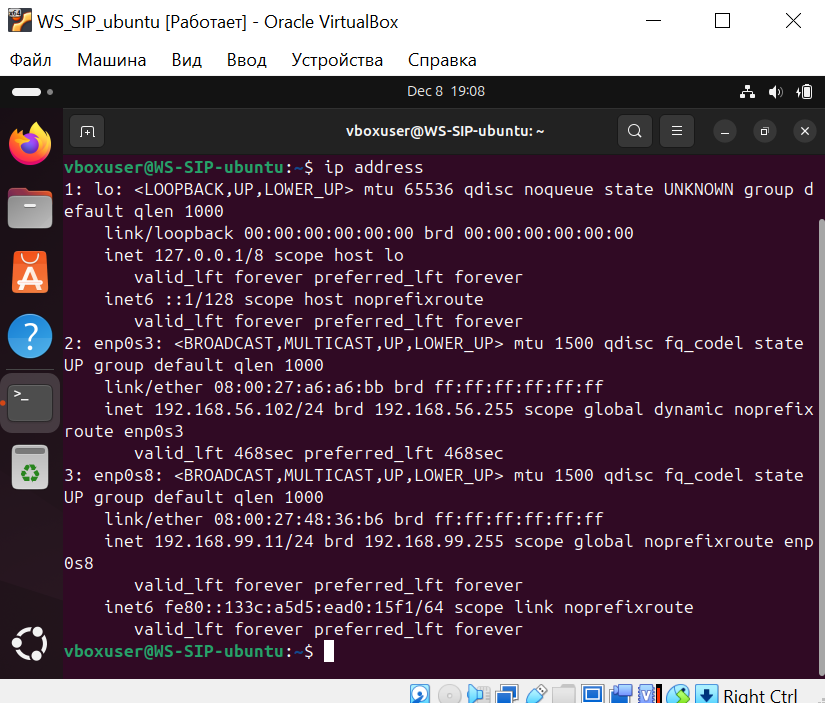 WS_SIP_ubuntu [Работает] - Oracle VirtualBox
Файл Машина Вид Ввод Устройства Справка
Dec 8 19:08
vboxuser@WS-SIP-ubuntu: ~
vboxuser@WS-SIP-ubuntu:~$ ip address
1: lo: <LOOPBACK,UP,LOWER_UP> mtu 65536 qdisc noqueue state UNKNOWN group d
efault qlen 1000
    link/loopback 00:00:00:00:00:00 brd 00:00:00:00:00:00
    inet 127.0.0.1/8 scope host lo
       valid_lft forever preferred_lft forever
    inet6 ::1/128 scope host noprefixroute
       valid_lft forever preferred_lft forever
2: enp0s3: <BROADCAST,MULTICAST,UP,LOWER_UP> mtu 1500 qdisc fq_codel state
UP group default qlen 1000
    link/ether 08:00:27:a6:a6:bb brd ff:ff:ff:ff:ff:ff
    inet 192.168.56.102/24 brd 192.168.56.255 scope global dynamic noprefix
route enp0s3
       valid_lft 468sec preferred_lft 468sec
3: enp0s8: <BROADCAST,MULTICAST,UP,LOWER_UP> mtu 1500 qdisc fq_codel state
UP group default qlen 1000
    link/ether 08:00:27:48:36:b6 brd ff:ff:ff:ff:ff:ff
    inet 192.168.99.11/24 brd 192.168.99.255 scope global noprefixroute enp
0s8
       valid_lft forever preferred_lft forever
    inet6 fe80::133c:a5d5:ead0:15f1/64 scope link noprefixroute
       valid_lft forever preferred_lft forever
vboxuser@WS-SIP-ubuntu:~$
Right Ctrl